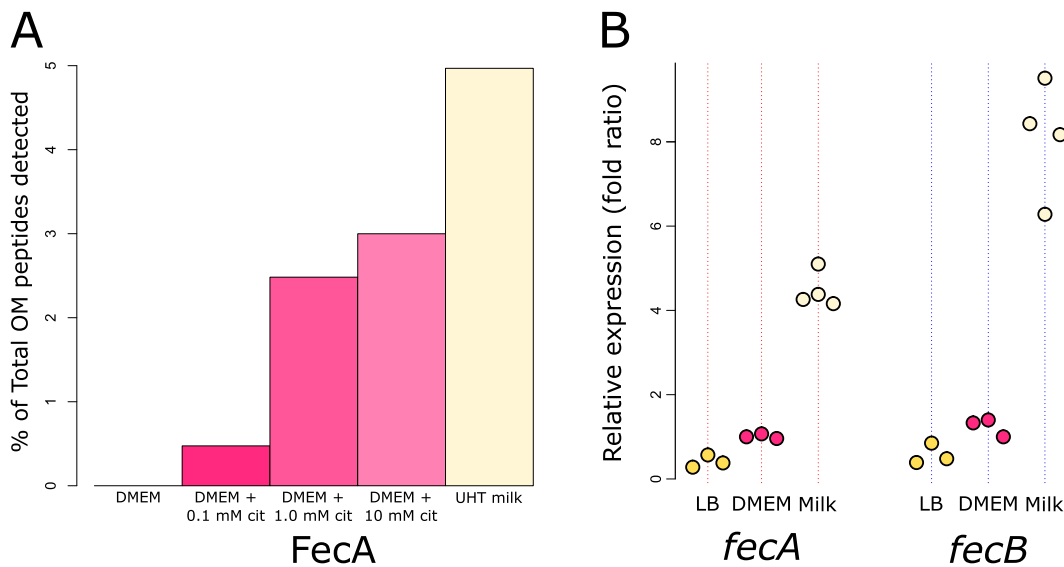 A
% of Total OM peptides detected
5
4
3
2
1
0
DMEM
DMEM +
0.1 mM cit
DMEM +
1.0 mM cit
DMEM +
10 mM cit
UHT milk
FecA
B
Relative expression (fold ratio)
8
6
4
2
0
LB DMEM Milk
fecA
LB DMEM Milk
fecB